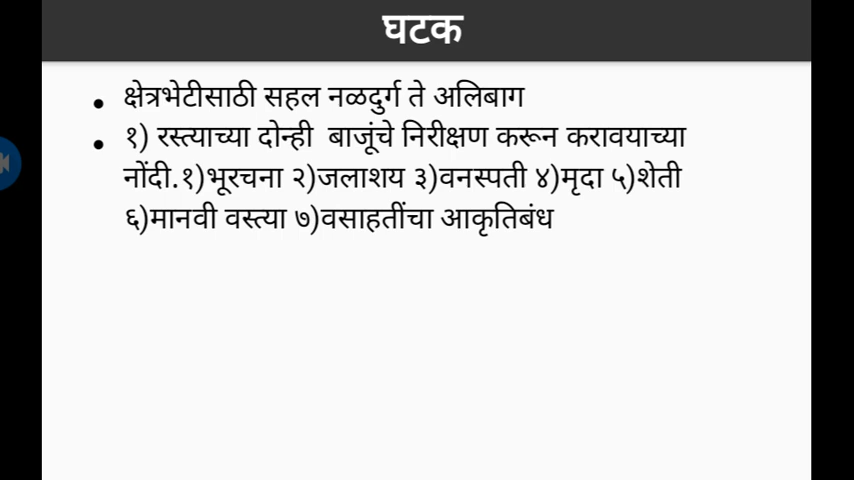 घटक
• क्षेत्रभेटीसाठी सहल नळदुर्ग ते अलिबाग
• १) रस्त्याच्या दोन्ही बाजूंचे निरीक्षण करून करावयाच्या
नोंदी.१)भूरचना २)जलाशय ३)वनस्पती ४)मृदा ५)शेती
६)मानवी वस्त्या ७)वसाहतींचा आकृतिबंध